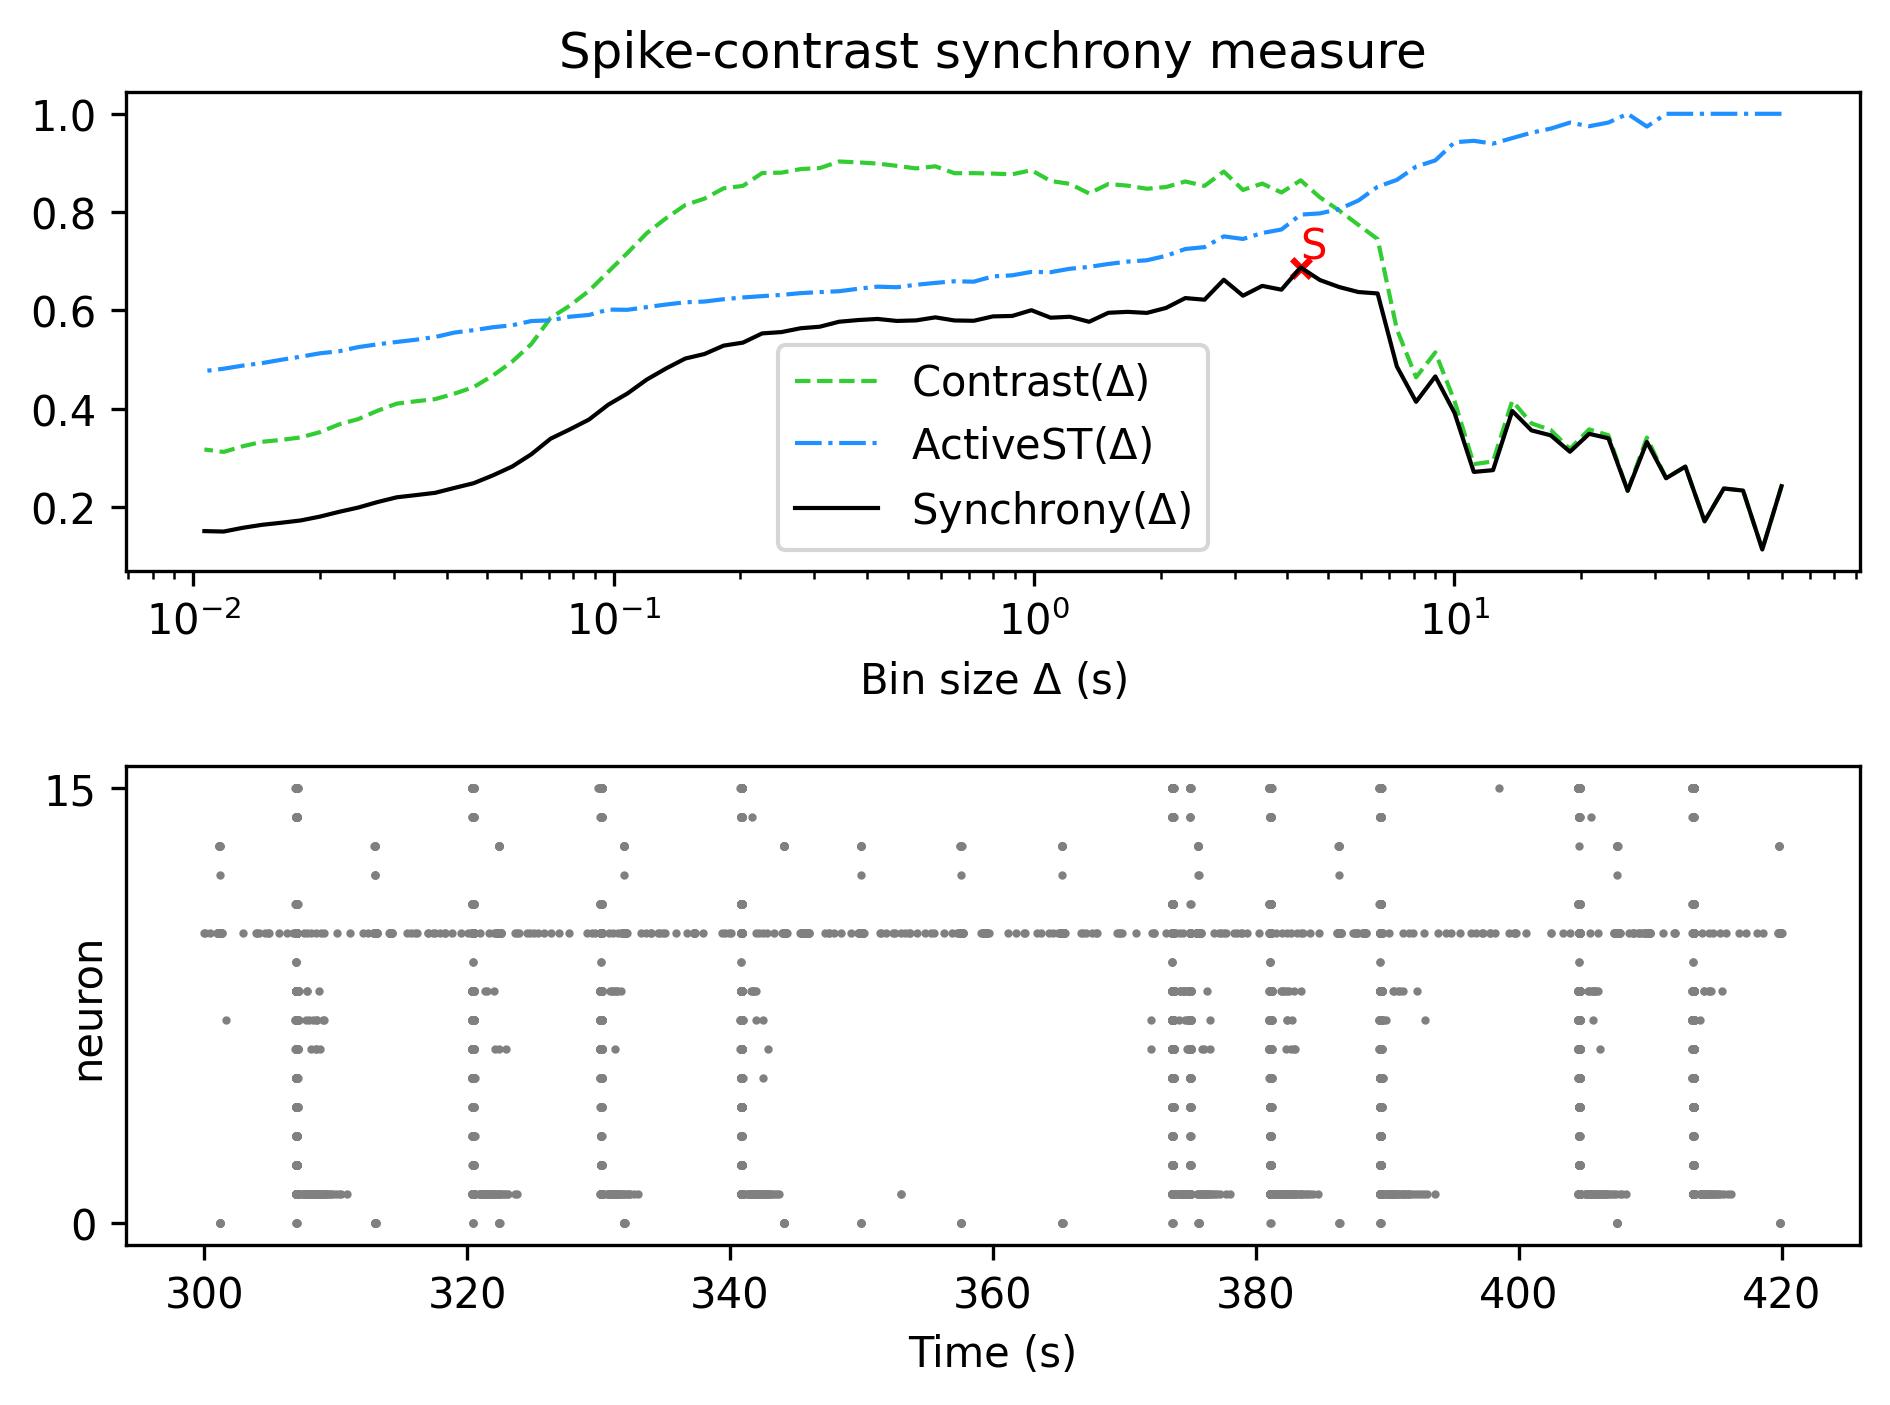 Spike-contrast synchrony measure
1.0
0.8
0.6
0.4
0.2
S
Contrast(Δ)
ActiveST(Δ)
Synchrony(Δ)
10⁻² 10⁻¹ 10⁰ 10¹
Bin size Δ (s)
15
neuron
0
300 320 340 360 380 400 420
Time (s)